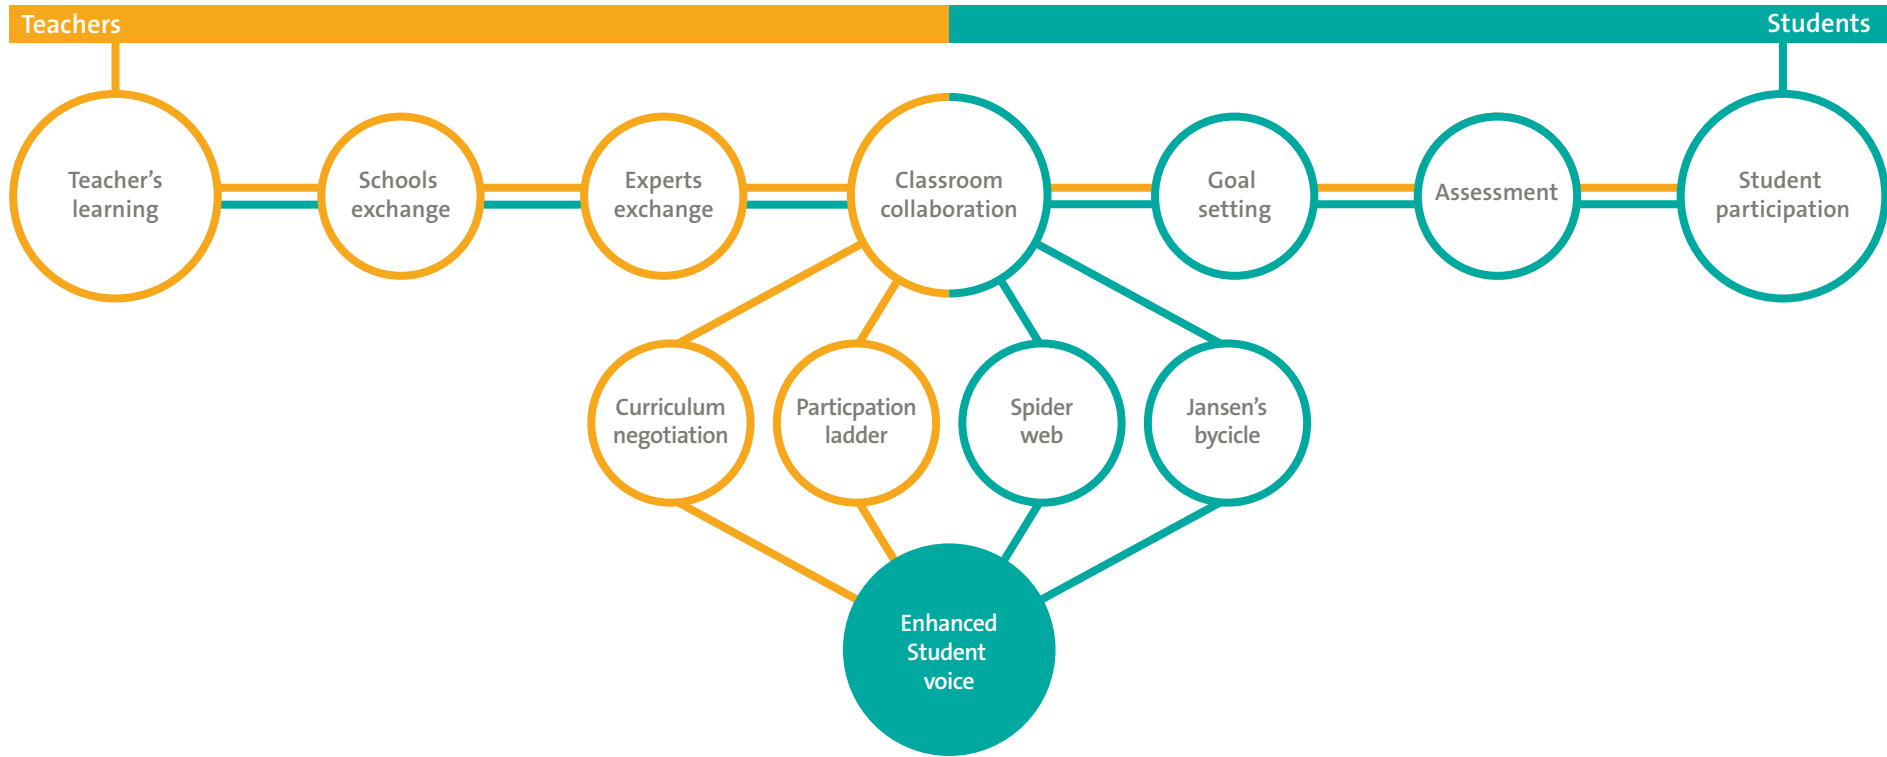 Teachers
Students
Teacher's
learning
Schools
exchange
Experts
exchange
Classroom
collaboration
Goal
setting
Assessment
Student
participation
Curriculum
negotiation
Particpation
ladder
Spider
web
Jansen's
bycicle
Enhanced
Student
voice